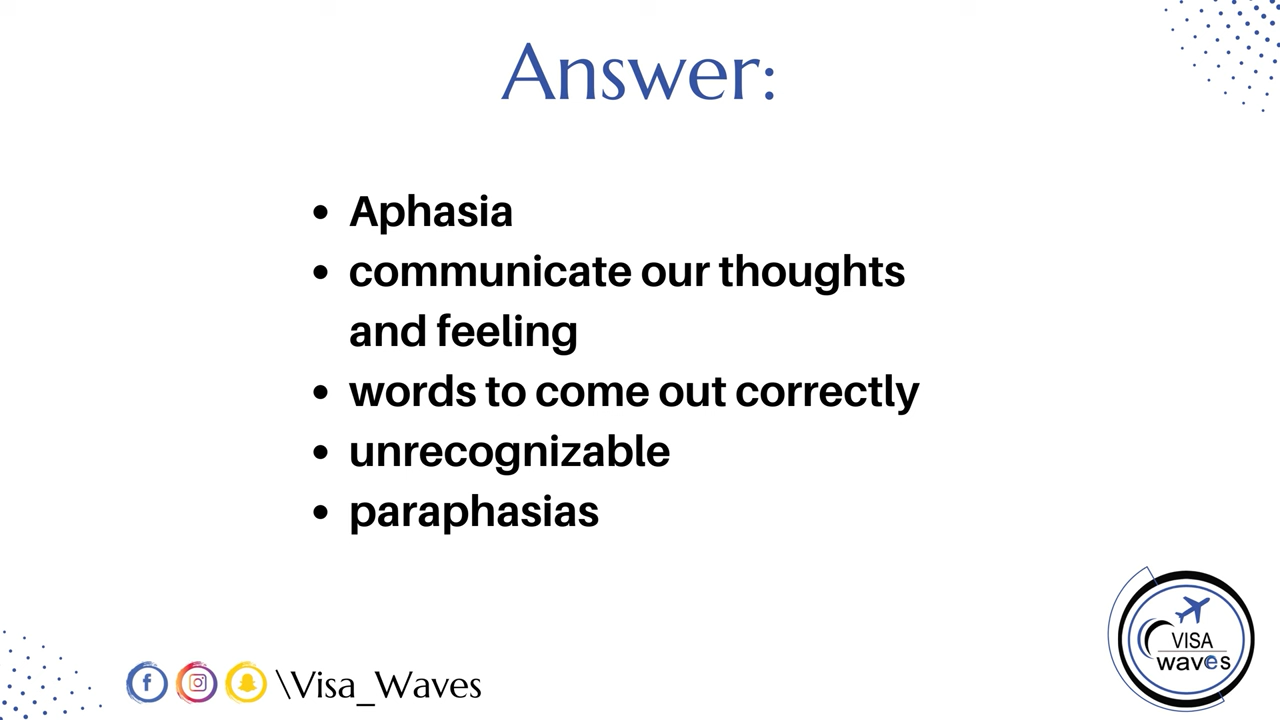 Answer:
• Aphasia
• communicate our thoughts
and feeling
• words to come out correctly
• unrecognizable
• paraphasias
\Visa_Waves
VISA
waves